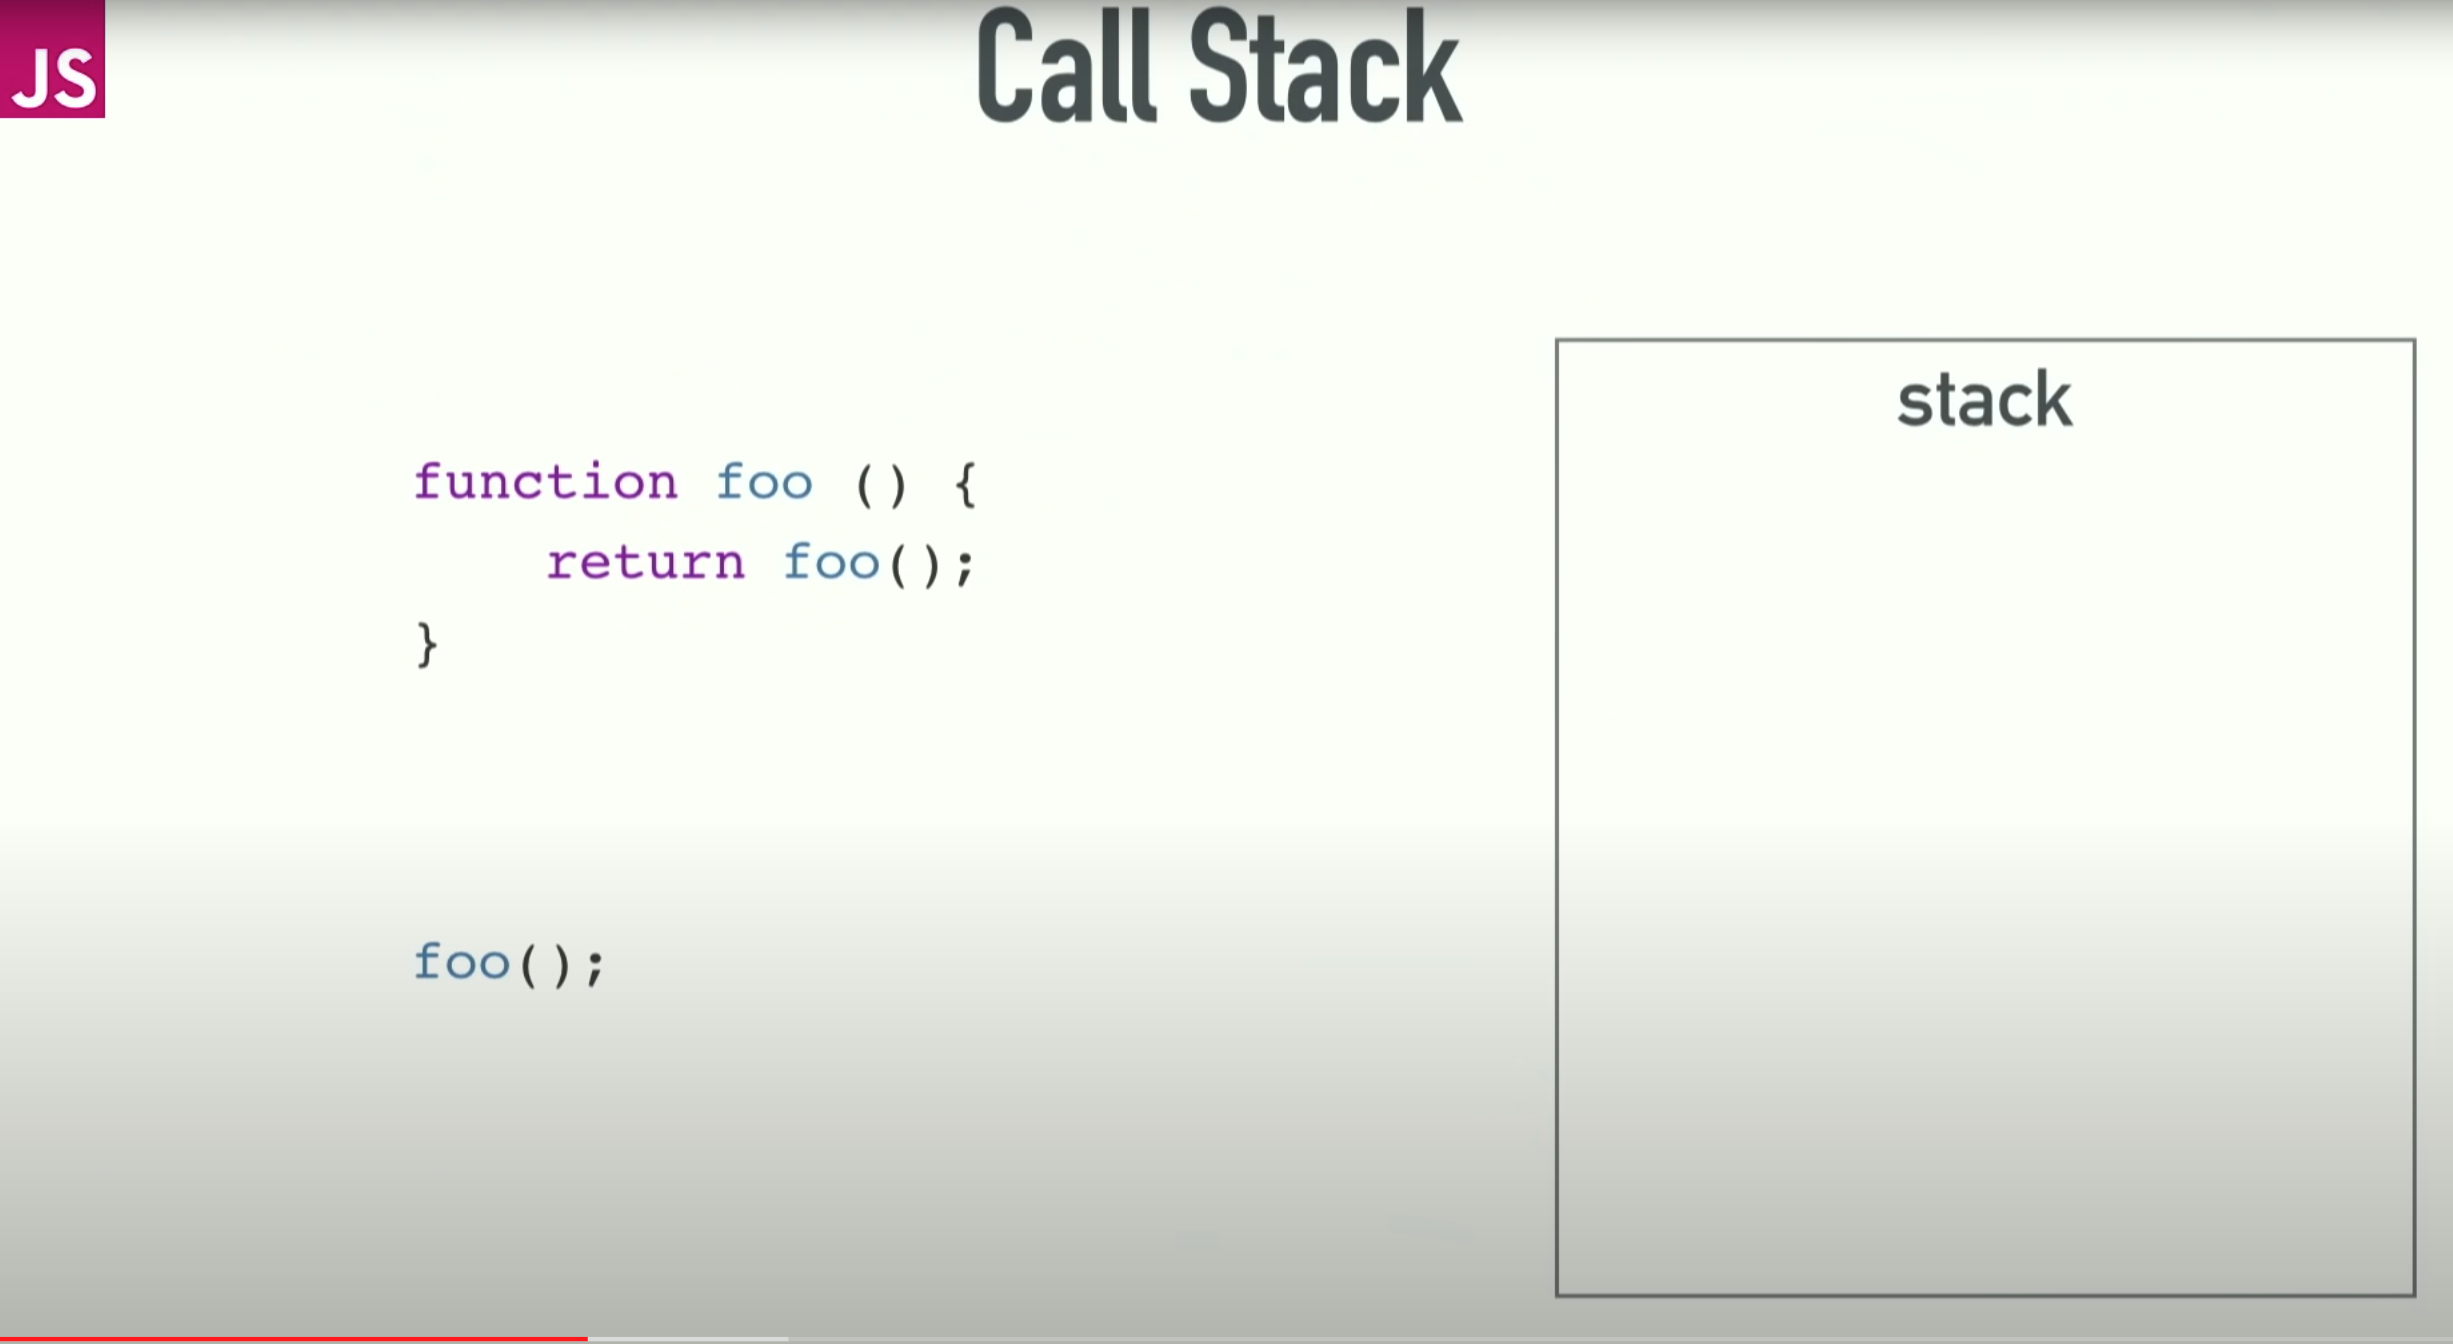 JS
Call Stack
function foo () {
    return foo();
}
foo();
stack